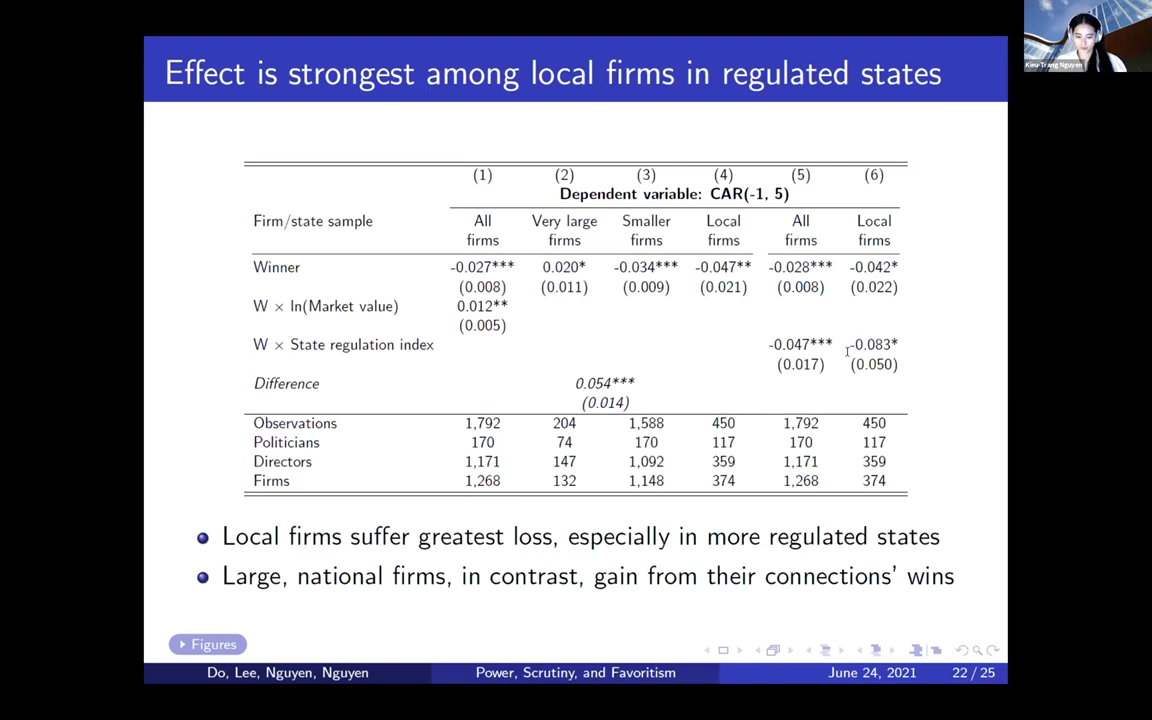 Effect is strongest among local firms in regulated states
Kieu-Trang Nguyen
(1) (2) (3) (4) (5) (6)
Dependent variable: CAR(-1, 5)
Firm/state sample All Very large Smaller Local All Local
firms firms firms firms firms firms
Winner -0.027*** 0.020* -0.034*** -0.047** -0.028*** -0.042*
(0.008) (0.011) (0.009) (0.021) (0.008) (0.022)
W × ln(Market value) 0.012**
(0.005)
W × State regulation index -0.047*** -0.083*
(0.017) (0.050)
Difference 0.054***
(0.014)
Observations 1,792 204 1,588 450 1,792 450
Politicians 170 74 170 117 170 117
Directors 1,171 147 1,092 359 1,171 359
Firms 1,268 132 1,148 374 1,268 374
Local firms suffer greatest loss, especially in more regulated states
Large, national firms, in contrast, gain from their connections' wins
Figures
Do, Lee, Nguyen, Nguyen Power, Scrutiny, and Favoritism June 24, 2021 22 / 25